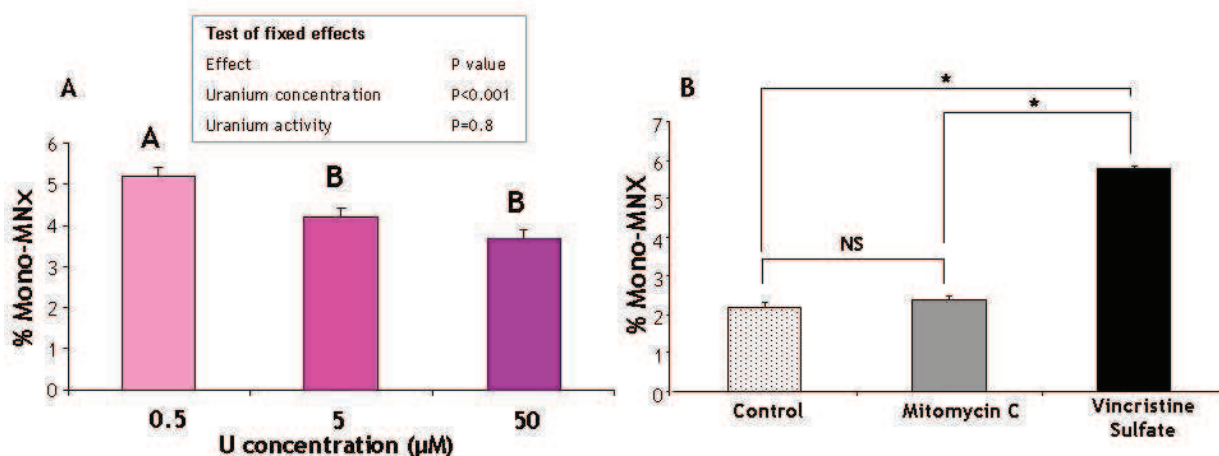 Test of fixed effects
Effect P value
Uranium concentration P<0.001
Uranium activity P=0.8
A
% Mono-MNx
6
5
4
3
2
1
0
A
B
B
0.5 5 50
U concentration (µM)
B
% Mono-MNX
7
6
5
4
3
2
1
0
*
*
NS
Control Mitomycin C Vincristine
Sulfate